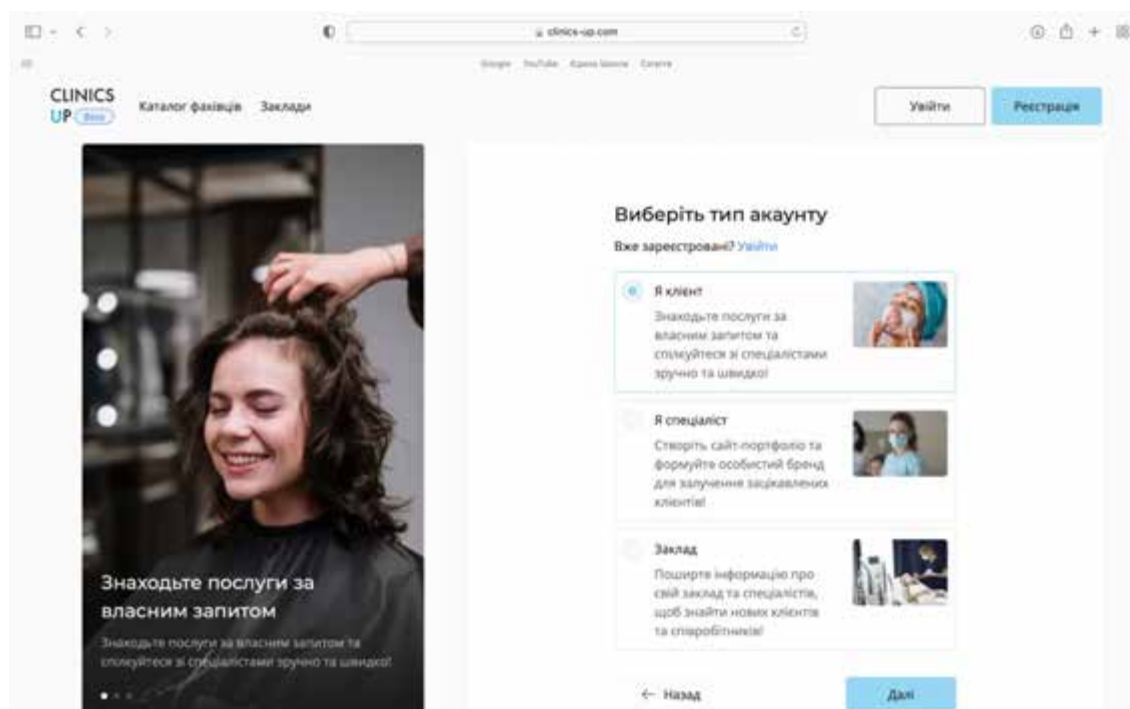 clinics-up.com
Google YouTube
CLINICS
UP Beta
Каталог фахівців Заклади
Увійти Реєстрація
Виберіть тип акаунту
Вже зареєстровані? Увійти
Я клієнт
Знаходьте послуги за
власним запитом та
спілкуйтеся зі спеціалістами
зручно та швидко!
Я спеціаліст
Створіть сайт-портфоліо та
формуйте особистий бренд
для залучення зацікавлених
клієнтів!
Заклад
Поширте інформацію про
свій заклад та спеціалістів,
щоб знайти нових клієнтів
та співробітників!
Знаходьте послуги за
власним запитом
Знаходьте послуги за власним запитом та
спілкуйтеся зі спеціалістами зручно та швидко!
← Назад Далі